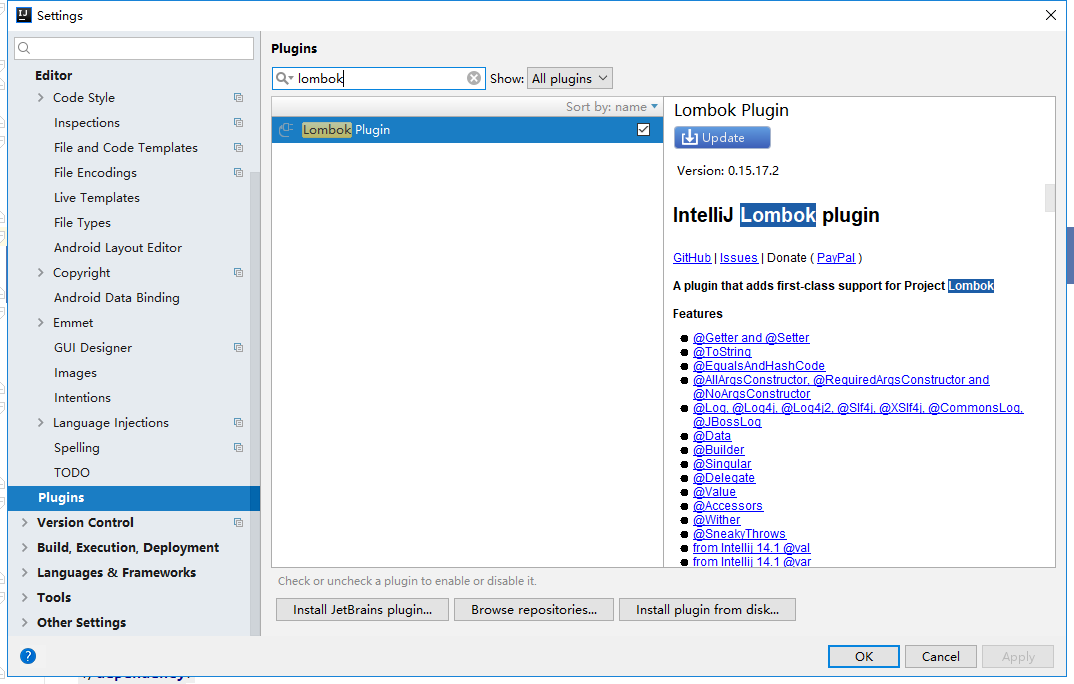 Settings
Editor
Code Style
Inspections
File and Code Templates
File Encodings
Live Templates
File Types
Android Layout Editor
Copyright
Android Data Binding
Emmet
GUI Designer
Images
Intentions
Language Injections
Spelling
TODO
Plugins
Version Control
Build, Execution, Deployment
Languages & Frameworks
Tools
Other Settings
Plugins
lombok
Show: All plugins
Sort by: name
Lombok Plugin
Lombok Plugin
Update
Version: 0.15.17.2
IntelliJ Lombok plugin
GitHub | Issues | Donate ( PayPal )
A plugin that adds first-class support for Project Lombok
Features
@Getter and @Setter
@ToString
@EqualsAndHashCode
@AllArgsConstructor, @RequiredArgsConstructor and
@NoArgsConstructor
@Log, @Log4j, @Log4j2, @Slf4j, @XSlf4j, @CommonsLog,
@JBossLog
@Data
@Builder
@Singular
@Delegate
@Value
@Accessors
@Wither
@SneakyThrows
from Intellij 14.1 @val
from Intellij 14.1 @var
Check or uncheck a plugin to enable or disable it.
Install JetBrains plugin... Browse repositories... Install plugin from disk...
? OK Cancel Apply